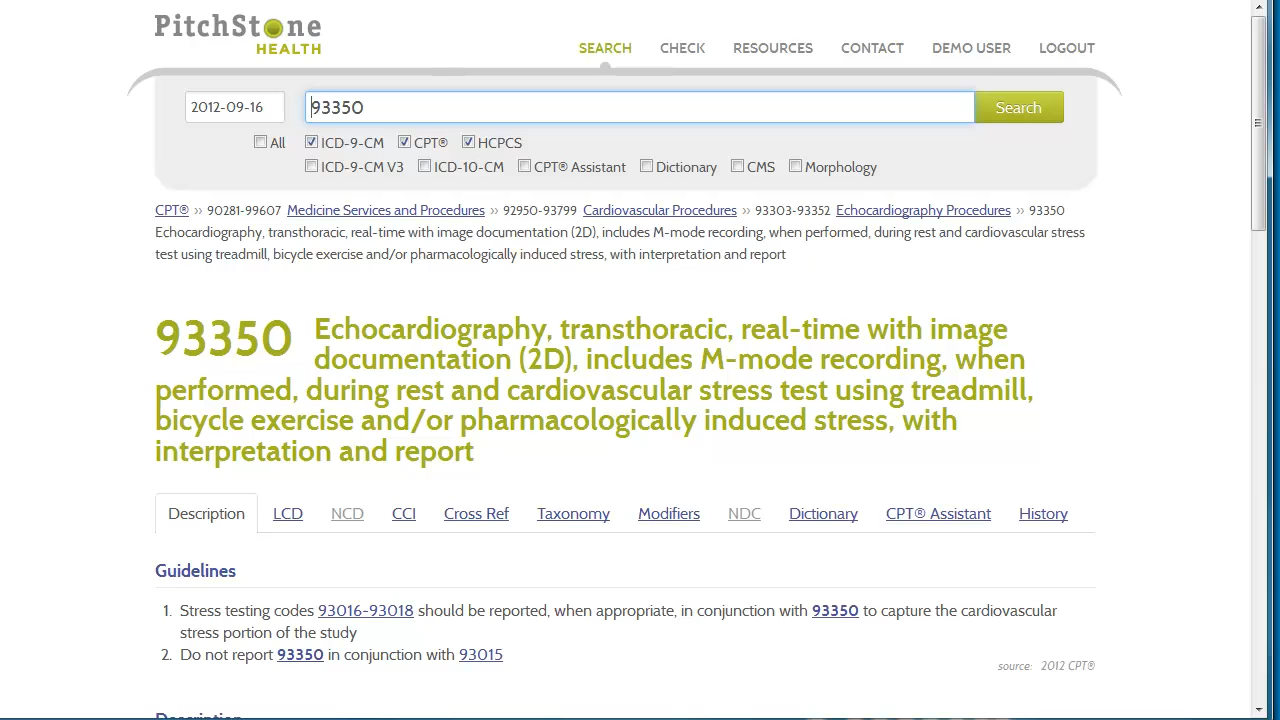 PitchStone
HEALTH
SEARCH CHECK RESOURCES CONTACT DEMO USER LOGOUT
2012-09-16 93350 Search
All ICD-9-CM CPT® HCPCS
ICD-9-CM V3 ICD-10-CM CPT® Assistant Dictionary CMS Morphology
CPT® ›› 90281-99607 Medicine Services and Procedures ›› 92950-93799 Cardiovascular Procedures ›› 93303-93352 Echocardiography Procedures ›› 93350
Echocardiography, transthoracic, real-time with image documentation (2D), includes M-mode recording, when performed, during rest and cardiovascular stress
test using treadmill, bicycle exercise and/or pharmacologically induced stress, with interpretation and report
93350 Echocardiography, transthoracic, real-time with image
documentation (2D), includes M-mode recording, when
performed, during rest and cardiovascular stress test using treadmill,
bicycle exercise and/or pharmacologically induced stress, with
interpretation and report
Description LCD NCD CCI Cross Ref Taxonomy Modifiers NDC Dictionary CPT® Assistant History
Guidelines
1. Stress testing codes 93016-93018 should be reported, when appropriate, in conjunction with 93350 to capture the cardiovascular
stress portion of the study
2. Do not report 93350 in conjunction with 93015
source: 2012 CPT®
Description